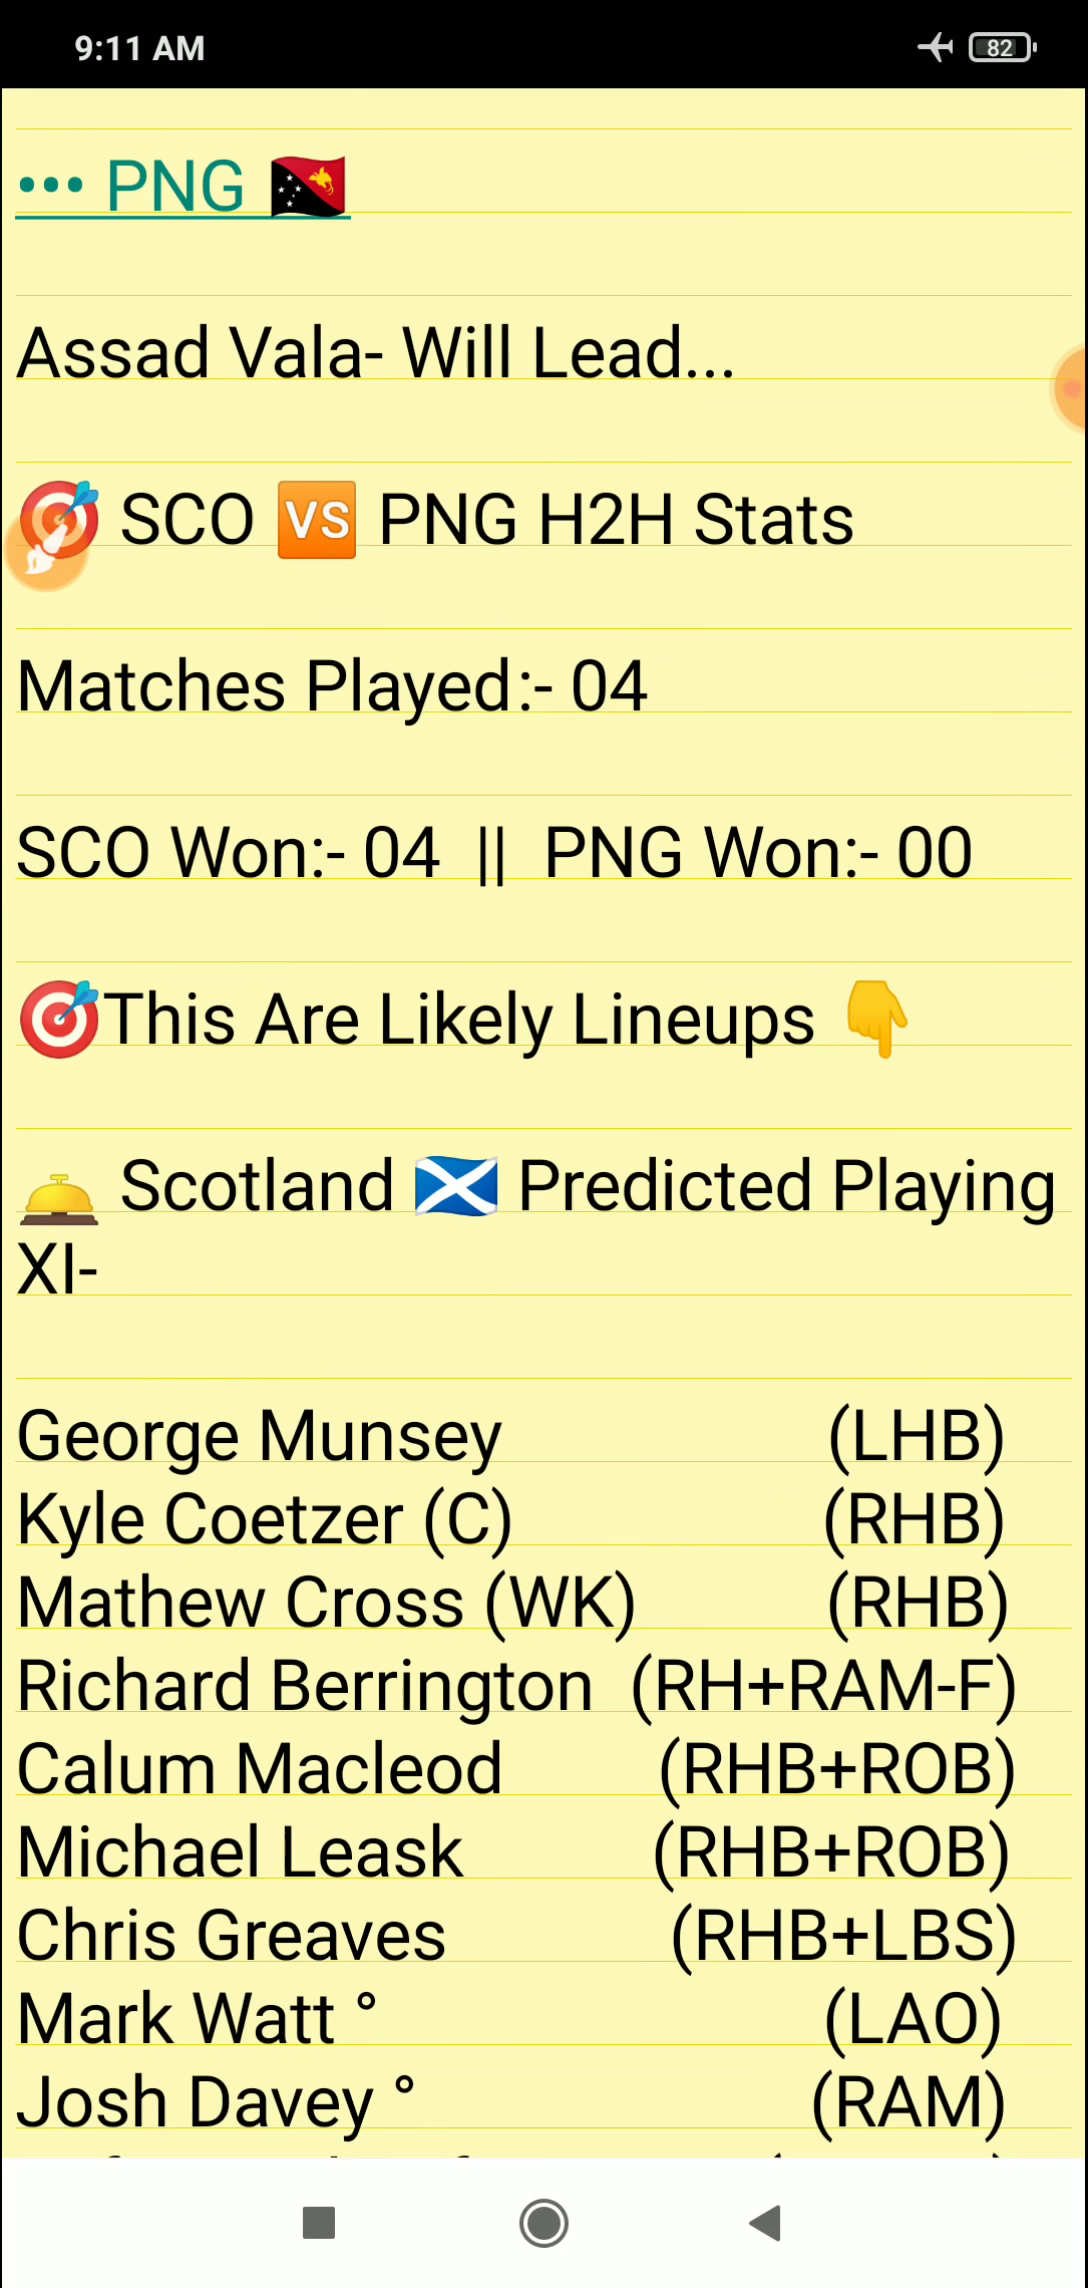 9:11 AM 82
••• PNG 🇵🇬
Assad Vala- Will Lead...
🎯 SCO 🆚 PNG H2H Stats
Matches Played:- 04
SCO Won:- 04 || PNG Won:- 00
🎯This Are Likely Lineups 👇
🛎 Scotland 🏴󠁧󠁢󠁳󠁣󠁴󠁿 Predicted Playing
XI-
George Munsey (LHB)
Kyle Coetzer (C) (RHB)
Mathew Cross (WK) (RHB)
Richard Berrington (RH+RAM-F)
Calum Macleod (RHB+ROB)
Michael Leask (RHB+ROB)
Chris Greaves (RHB+LBS)
Mark Watt ° (LAO)
Josh Davey ° (RAM)